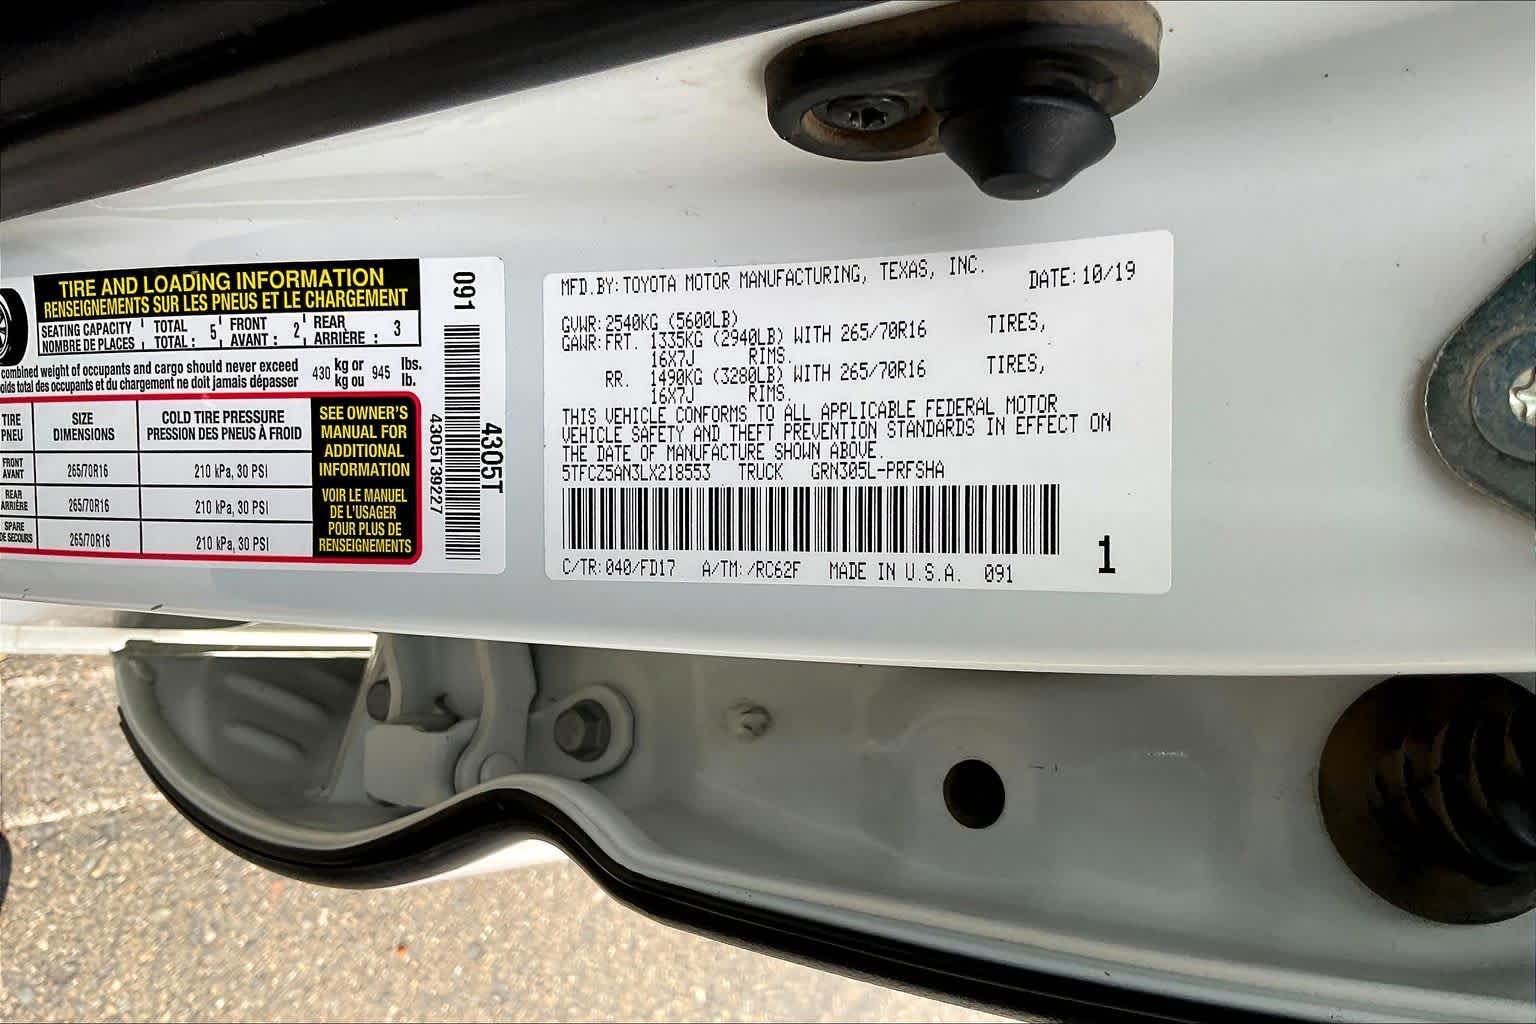 TIRE AND LOADING INFORMATION
RENSEIGNEMENTS SUR LES PNEUS ET LE CHARGEMENT
SEATING CAPACITY TOTAL 5 FRONT 2 REAR 3
NOMBRE DE PLACES TOTAL : AVANT : ARRIÈRE :
combined weight of occupants and cargo should never exceed 430 kg or 945 lbs.
total des occupants et du chargement ne doit jamais dépasser kg ou lb.
TIRE SIZE COLD TIRE PRESSURE
PNEU DIMENSIONS PRESSION DES PNEUS À FROID
FRONT
AVANT 265/70R16 210 kPa, 30 PSI
REAR
ARRIÈRE 265/70R16 210 kPa, 30 PSI
SPARE
DE SECOURS 265/70R16 210 kPa, 30 PSI
SEE OWNER'S
MANUAL FOR
ADDITIONAL
INFORMATION
VOIR LE MANUEL
DE L'USAGER
POUR PLUS DE
RENSEIGNEMENTS
091
4305T
4305T39227
MFD.BY:TOYOTA MOTOR MANUFACTURING, TEXAS, INC. DATE:10/19
GVWR:2540KG (5600LB)
GAWR:FRT. 1335KG (2940LB) WITH 265/70R16 TIRES,
16X7J RIMS.
RR. 1490KG (3280LB) WITH 265/70R16 TIRES,
16X7J RIMS.
THIS VEHICLE CONFORMS TO ALL APPLICABLE FEDERAL MOTOR
VEHICLE SAFETY AND THEFT PREVENTION STANDARDS IN EFFECT ON
THE DATE OF MANUFACTURE SHOWN ABOVE.
5TFCZ5AN3LX218553 TRUCK GRN305L-PRFSHA
C/TR:040/FD17 A/TM:/RC62F MADE IN U.S.A. 091
1